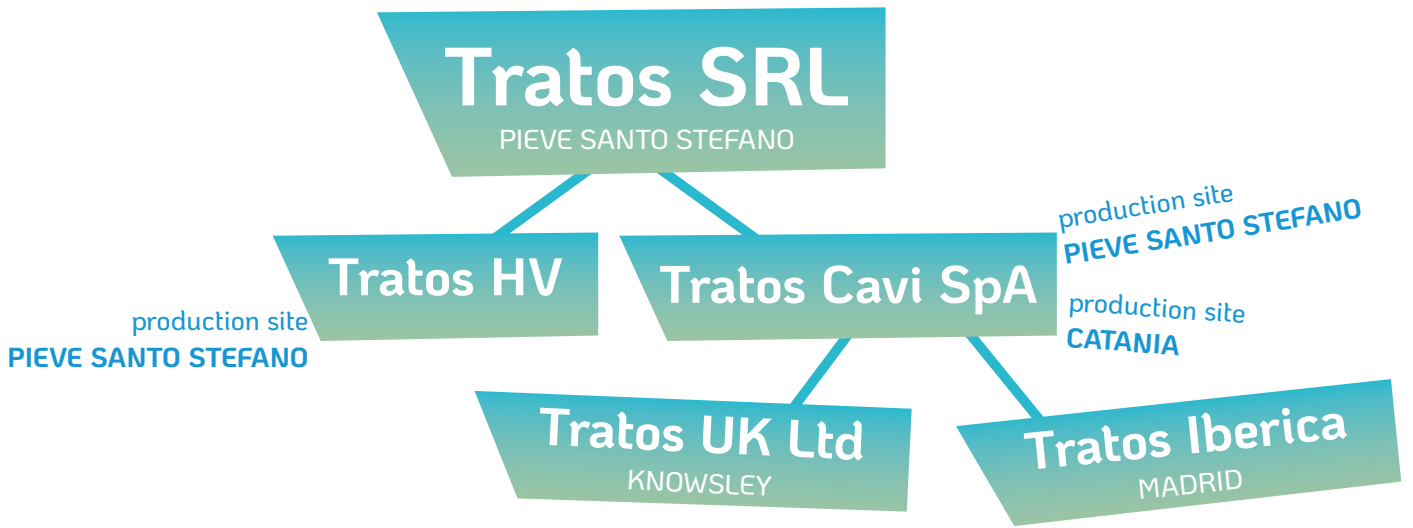 Tratos SRL
PIEVE SANTO STEFANO
production site
PIEVE SANTO STEFANO
Tratos HV
Tratos Cavi SpA
production site
CATANIA
production site
PIEVE SANTO STEFANO
Tratos UK Ltd
KNOWSLEY
Tratos Iberica
MADRID